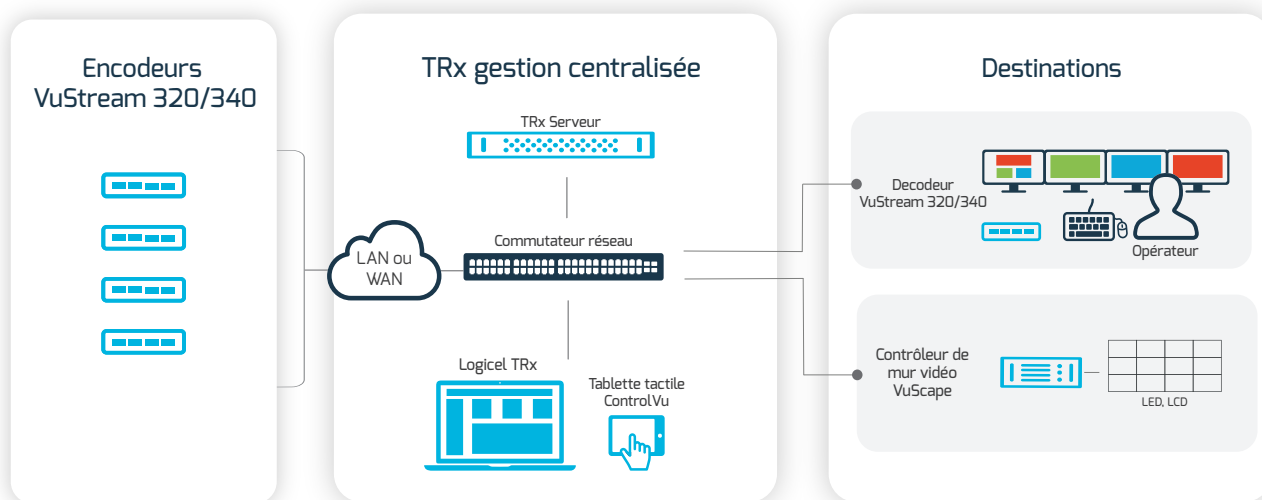 Encodeurs
VuStream 320/340
TRx gestion centralisée
TRx Serveur
LAN ou
WAN
Commutateur réseau
Logiciel TRx
Tablette tactile
ControlVu
Destinations
Decodeur
VuStream 320/340
Opérateur
Contrôleur de
mur vidéo
VuScape
LED, LCD